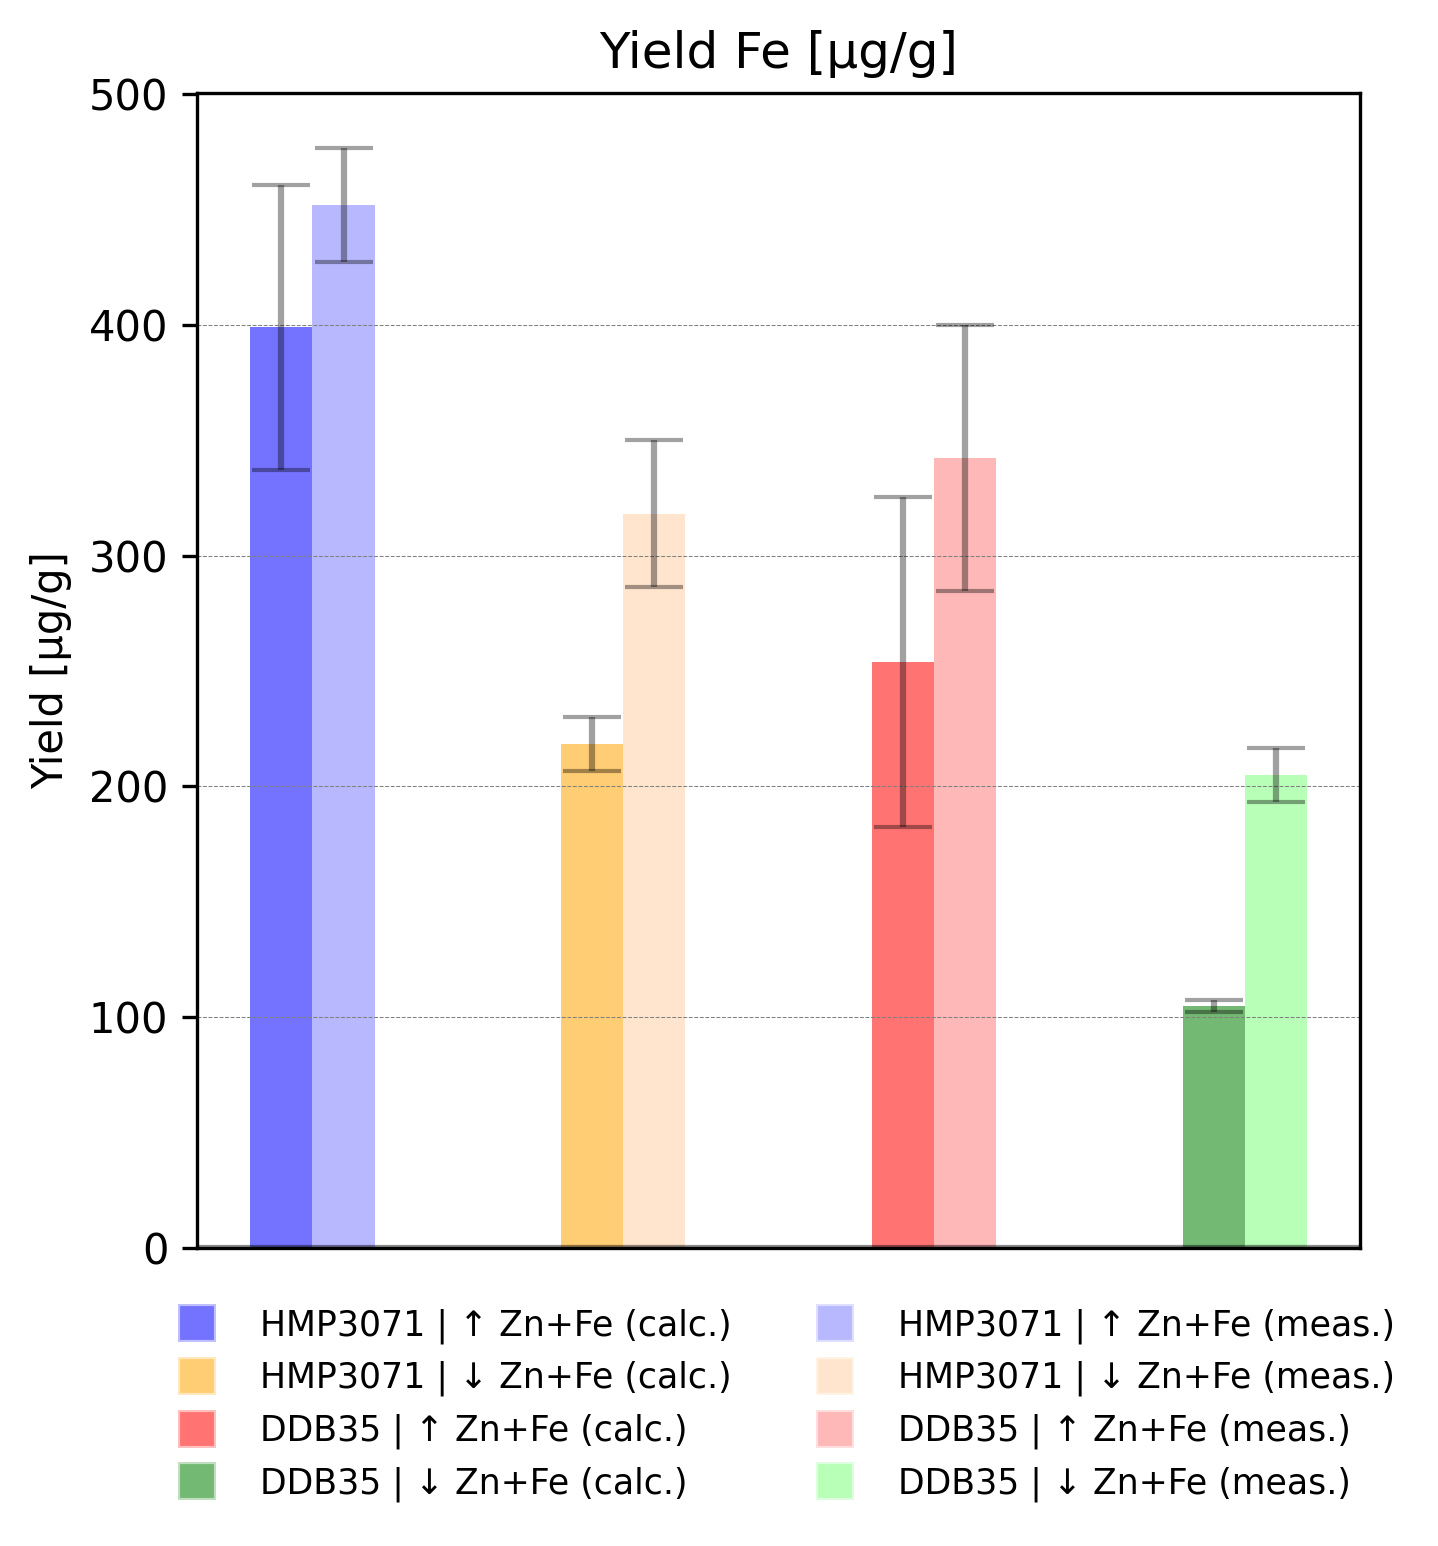 Yield Fe [µg/g]
500
400
300
200
100
0
Yield [µg/g]
HMP3071 | ↑ Zn+Fe (calc.)
HMP3071 | ↓ Zn+Fe (calc.)
DDB35 | ↑ Zn+Fe (calc.)
DDB35 | ↓ Zn+Fe (calc.)
HMP3071 | ↑ Zn+Fe (meas.)
HMP3071 | ↓ Zn+Fe (meas.)
DDB35 | ↑ Zn+Fe (meas.)
DDB35 | ↓ Zn+Fe (meas.)